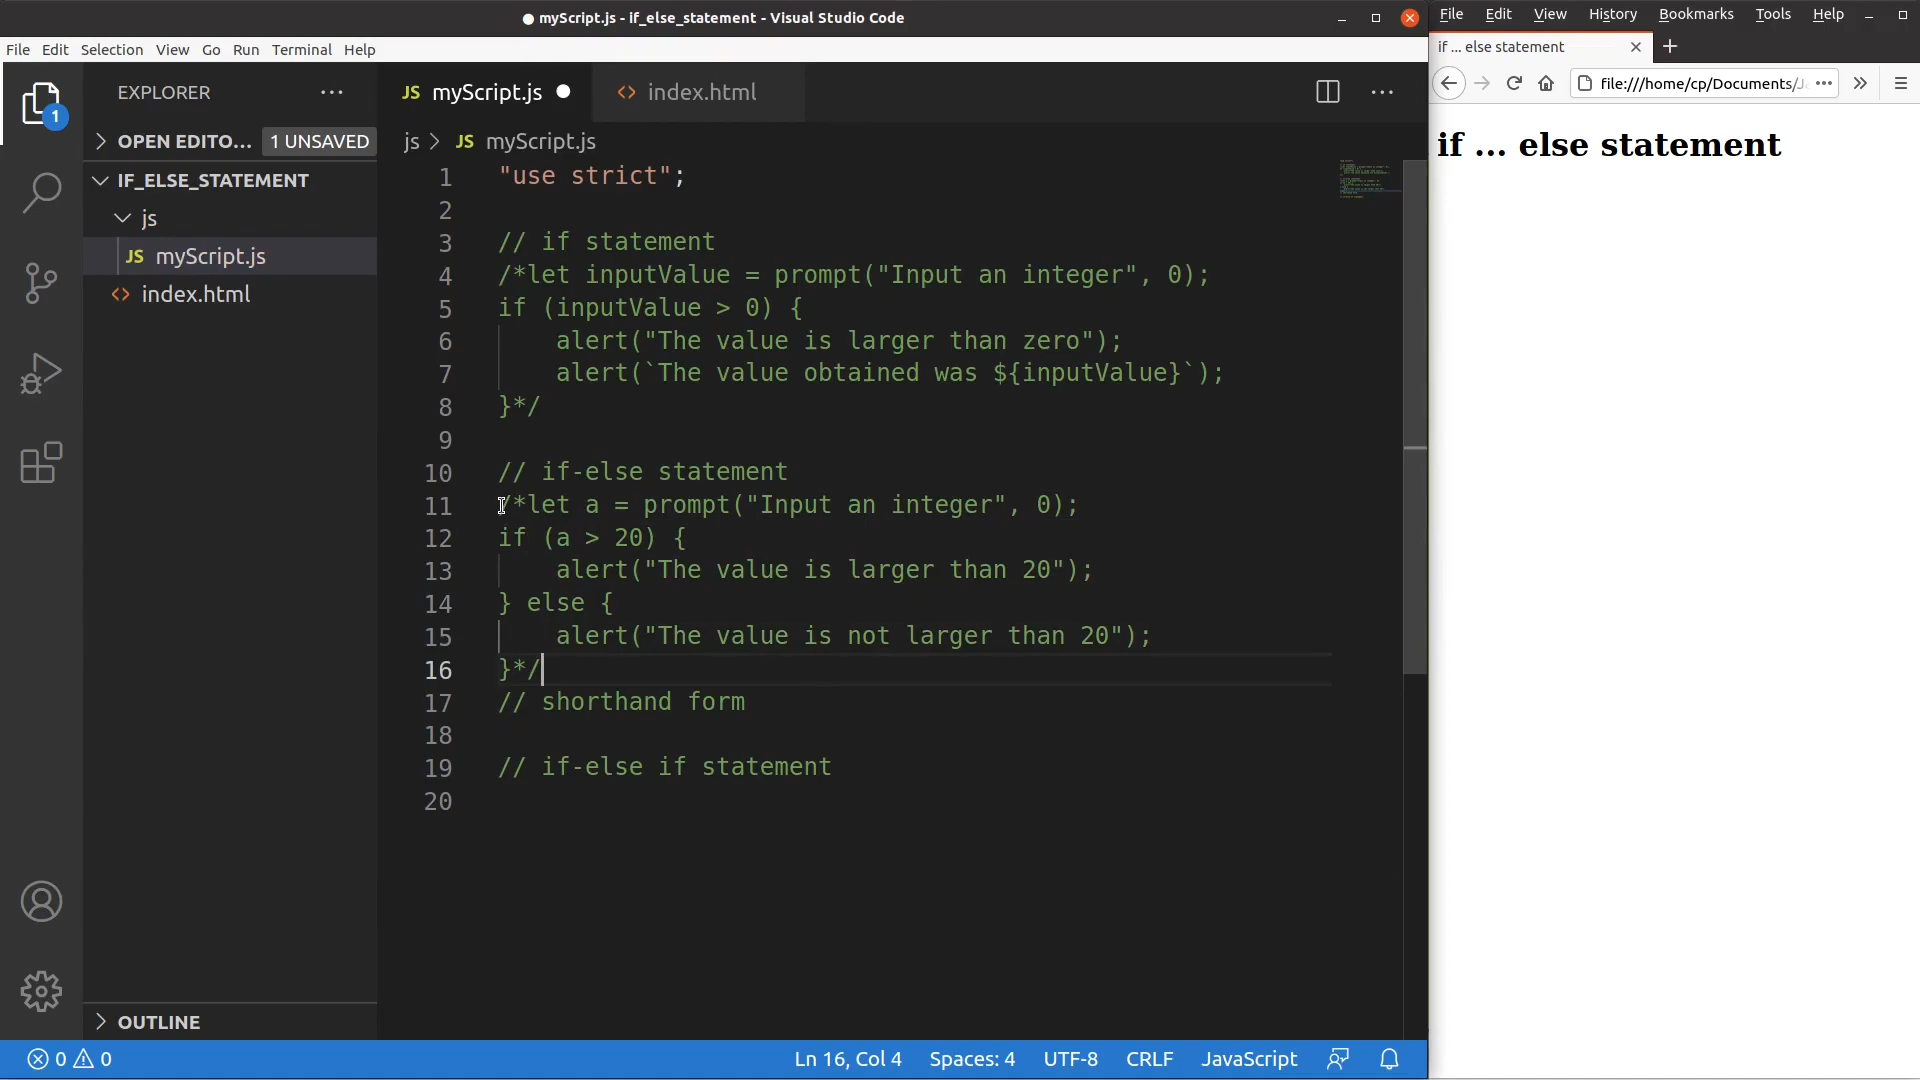 myScript.js - if_else_statement - Visual Studio Code
File Edit Selection View Go Run Terminal Help
EXPLORER
1
OPEN EDITO... 1 UNSAVED
IF_ELSE_STATEMENT
js
JS myScript.js
index.html
OUTLINE
JS myScript.js
index.html
js > JS myScript.js
1 "use strict";
2
3 // if statement
4 /*let inputValue = prompt("Input an integer", 0);
5 if (inputValue > 0) {
6     alert("The value is larger than zero");
7     alert(`The value obtained was ${inputValue}`);
8 }*/
9
10 // if-else statement
11 /*let a = prompt("Input an integer", 0);
12 if (a > 20) {
13     alert("The value is larger than 20");
14 } else {
15     alert("The value is not larger than 20");
16 }*/
17 // shorthand form
18
19 // if-else if statement
20
0 0 Ln 16, Col 4 Spaces: 4 UTF-8 CRLF JavaScript
File Edit View History Bookmarks Tools Help
if ... else statement
file:///home/cp/Documents/J
if ... else statement